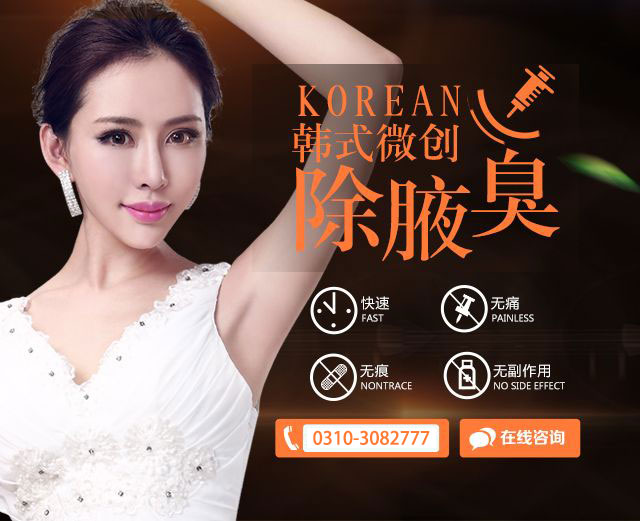 KOREAN
韩式微创
除腋臭
快速
FAST
无痛
PAINLESS
无痕
NONTRACE
无副作用
NO SIDE EFFECT
0310-3082777
在线咨询